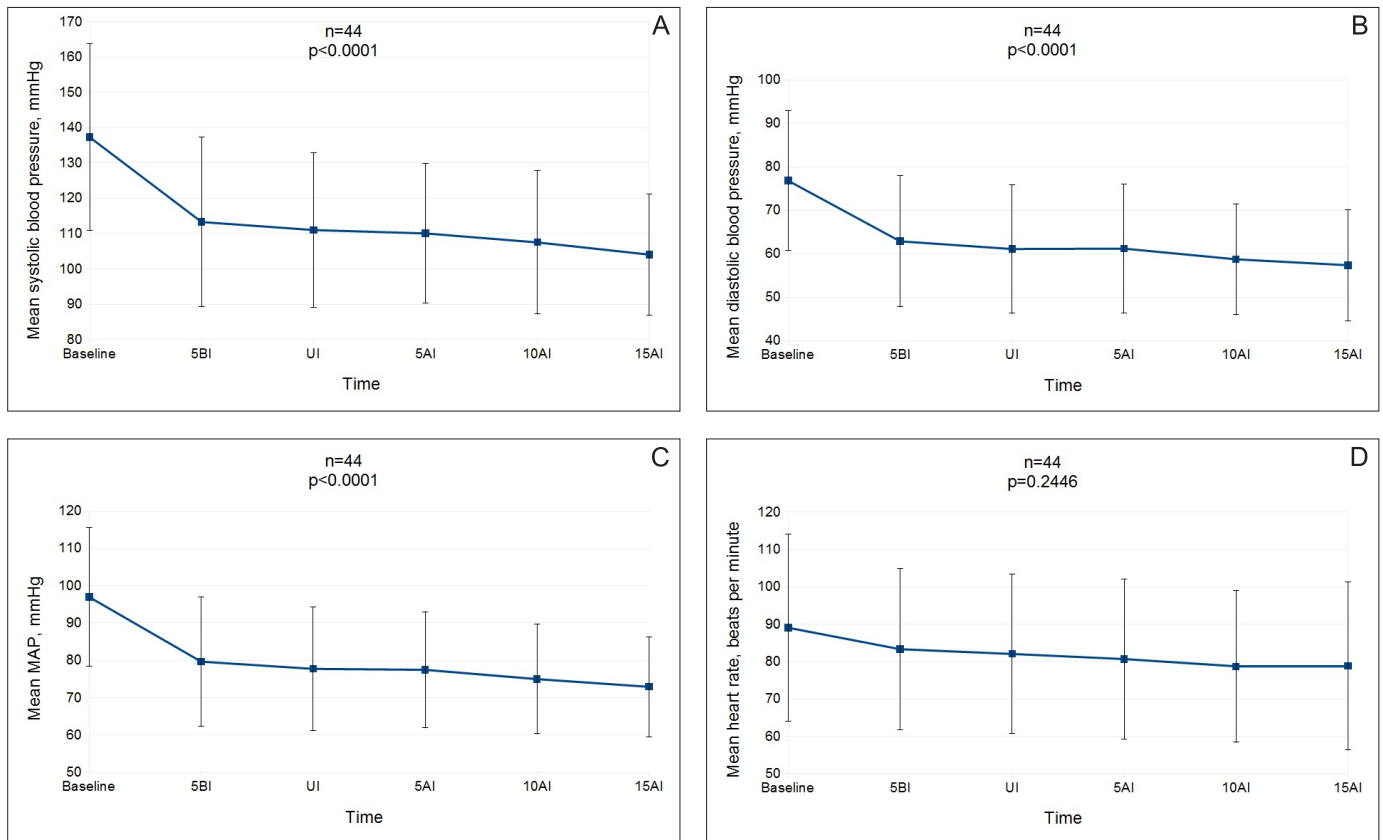 A
n=44
p<0.0001
Mean systolic blood pressure, mmHg
170
160
150
140
130
120
110
100
90
80
Baseline 5BI UI 5AI 10AI 15AI
Time
B
n=44
p<0.0001
Mean diastolic blood pressure, mmHg
100
90
80
70
60
50
40
Baseline 5BI UI 5AI 10AI 15AI
Time
C
n=44
p<0.0001
Mean MAP, mmHg
120
110
100
90
80
70
60
50
Baseline 5BI UI 5AI 10AI 15AI
Time
D
n=44
p=0.2446
Mean heart rate, beats per minute
120
110
100
90
80
70
60
50
Baseline 5BI UI 5AI 10AI 15AI
Time